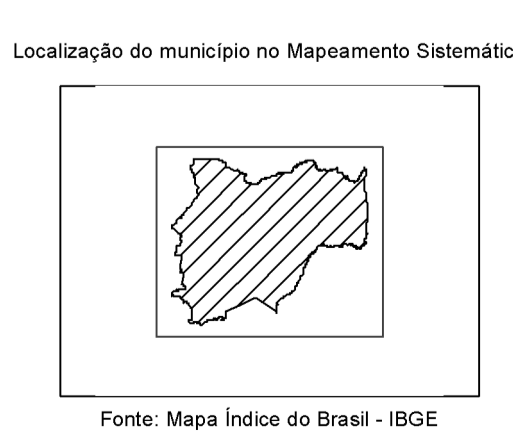 Localização do município no Mapeamento Sistemátic
Fonte: Mapa Índice do Brasil - IBGE